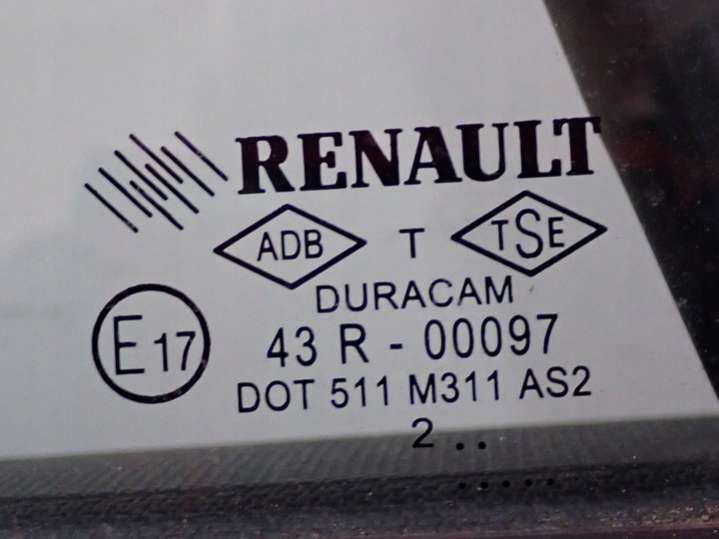 RENAULT
ADB T TSE
DURACAM
E17 43 R - 00097
DOT 511 M311 AS2
2 ..
.....